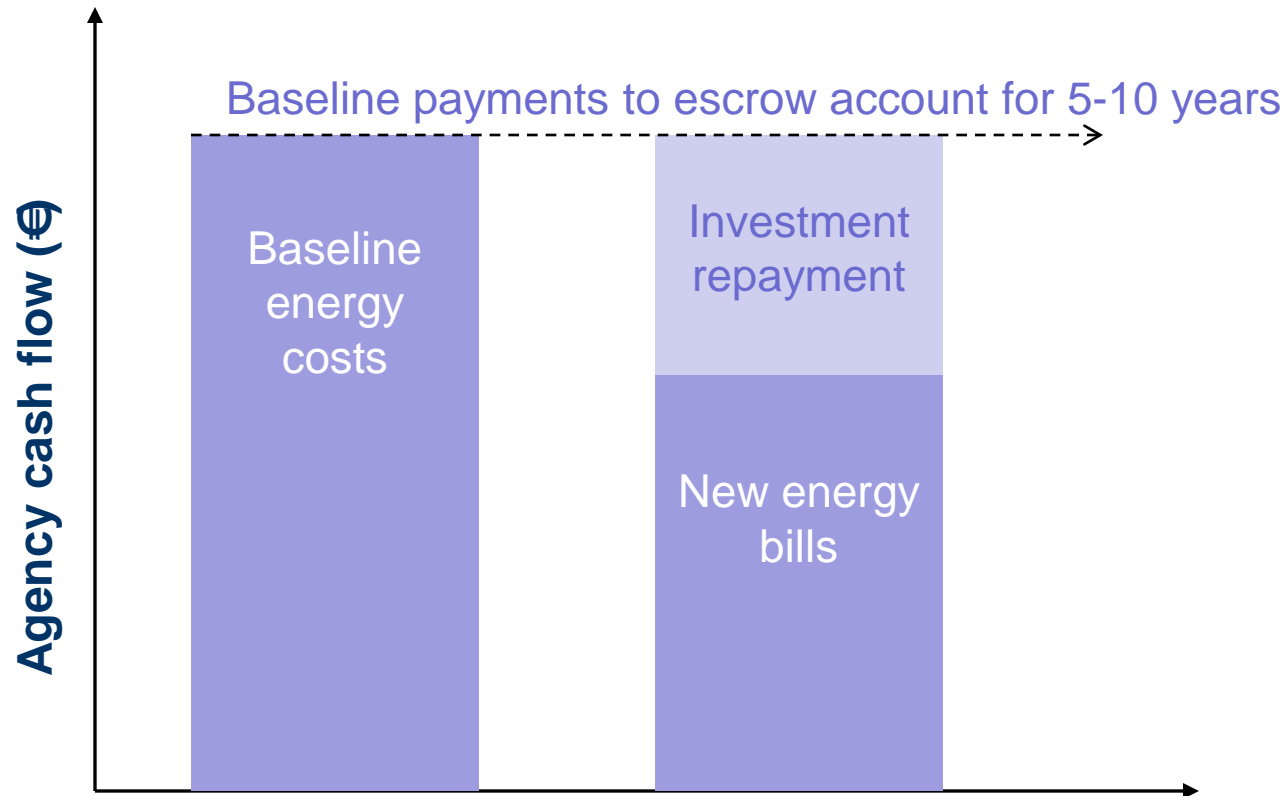 Baseline payments to escrow account for 5-10 years
Agency cash flow (€)
Baseline
energy
costs
Investment
repayment
New energy
bills